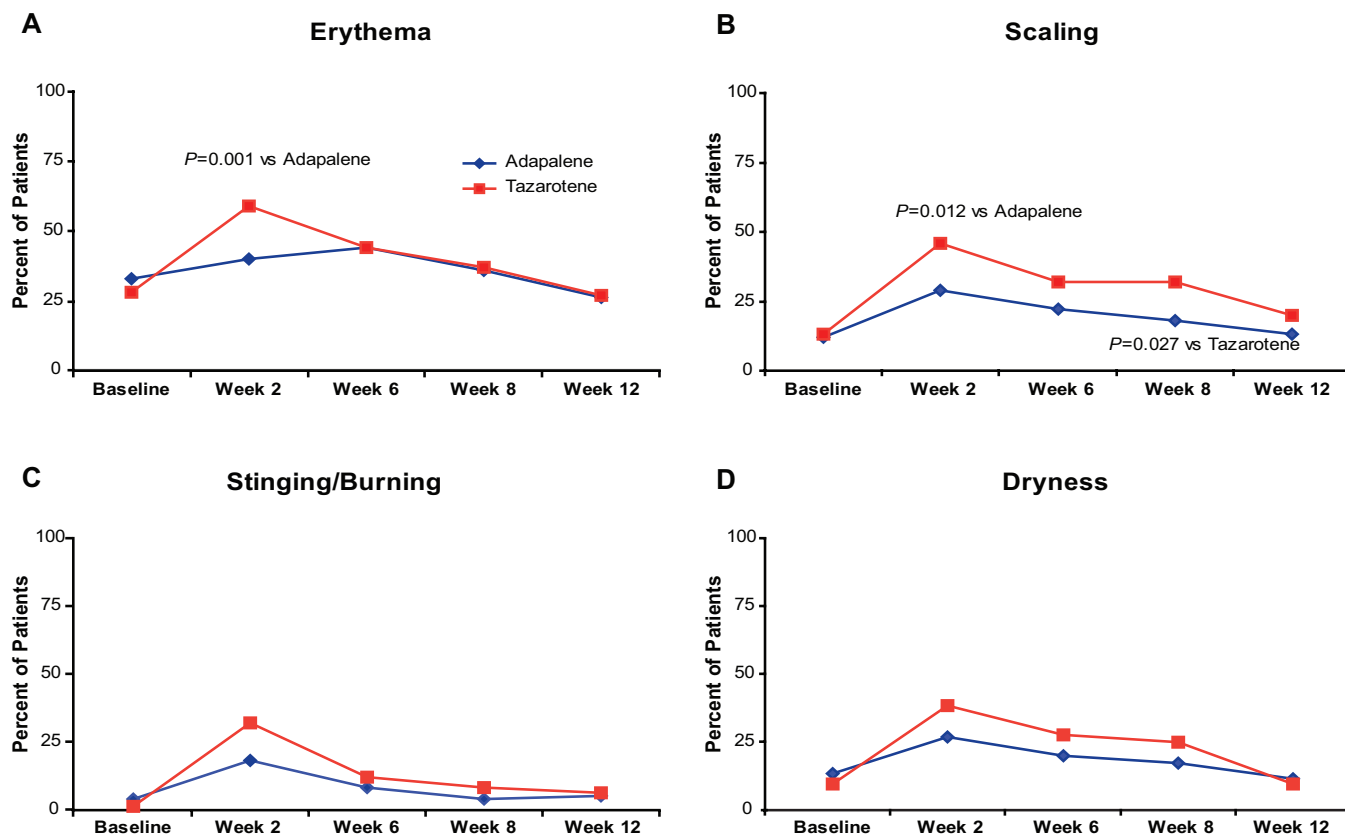 A
Erythema
Percent of Patients
100
75
50
25
0
P=0.001 vs Adapalene
Adapalene
Tazarotene
Baseline
Week 2
Week 6
Week 8
Week 12
B
Scaling
Percent of Patients
100
75
50
25
0
P=0.012 vs Adapalene
P=0.027 vs Tazarotene
Baseline
Week 2
Week 6
Week 8
Week 12
C
Stinging/Burning
Percent of Patients
100
75
50
25
0
Baseline
Week 2
Week 6
Week 8
Week 12
D
Dryness
Percent of Patients
100
75
50
25
0
Baseline
Week 2
Week 6
Week 8
Week 12